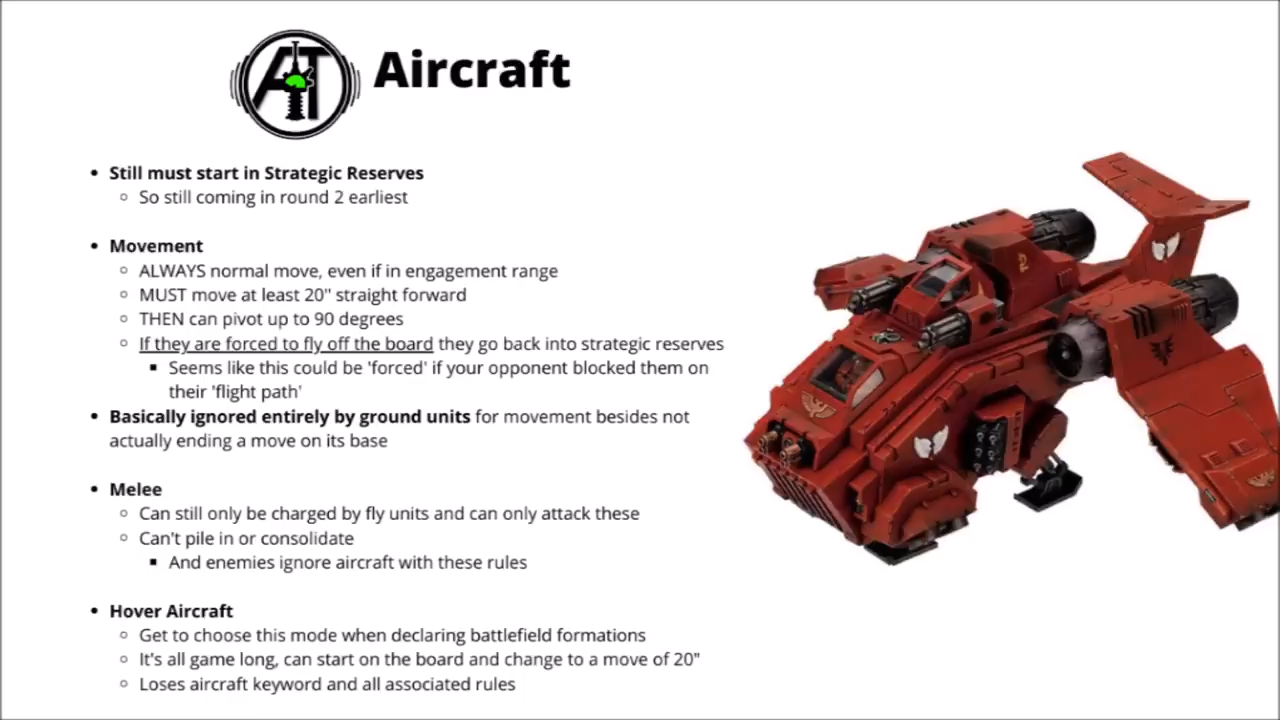 AT
Aircraft
• Still must start in Strategic Reserves
○ So still coming in round 2 earliest
• Movement
○ ALWAYS normal move, even if in engagement range
○ MUST move at least 20" straight forward
○ THEN can pivot up to 90 degrees
○ If they are forced to fly off the board they go back into strategic reserves
▪ Seems like this could be 'forced' if your opponent blocked them on
their 'flight path'
• Basically ignored entirely by ground units for movement besides not
actually ending a move on its base
• Melee
○ Can still only be charged by fly units and can only attack these
○ Can't pile in or consolidate
▪ And enemies ignore aircraft with these rules
• Hover Aircraft
○ Get to choose this mode when declaring battlefield formations
○ It's all game long, can start on the board and change to a move of 20"
○ Loses aircraft keyword and all associated rules